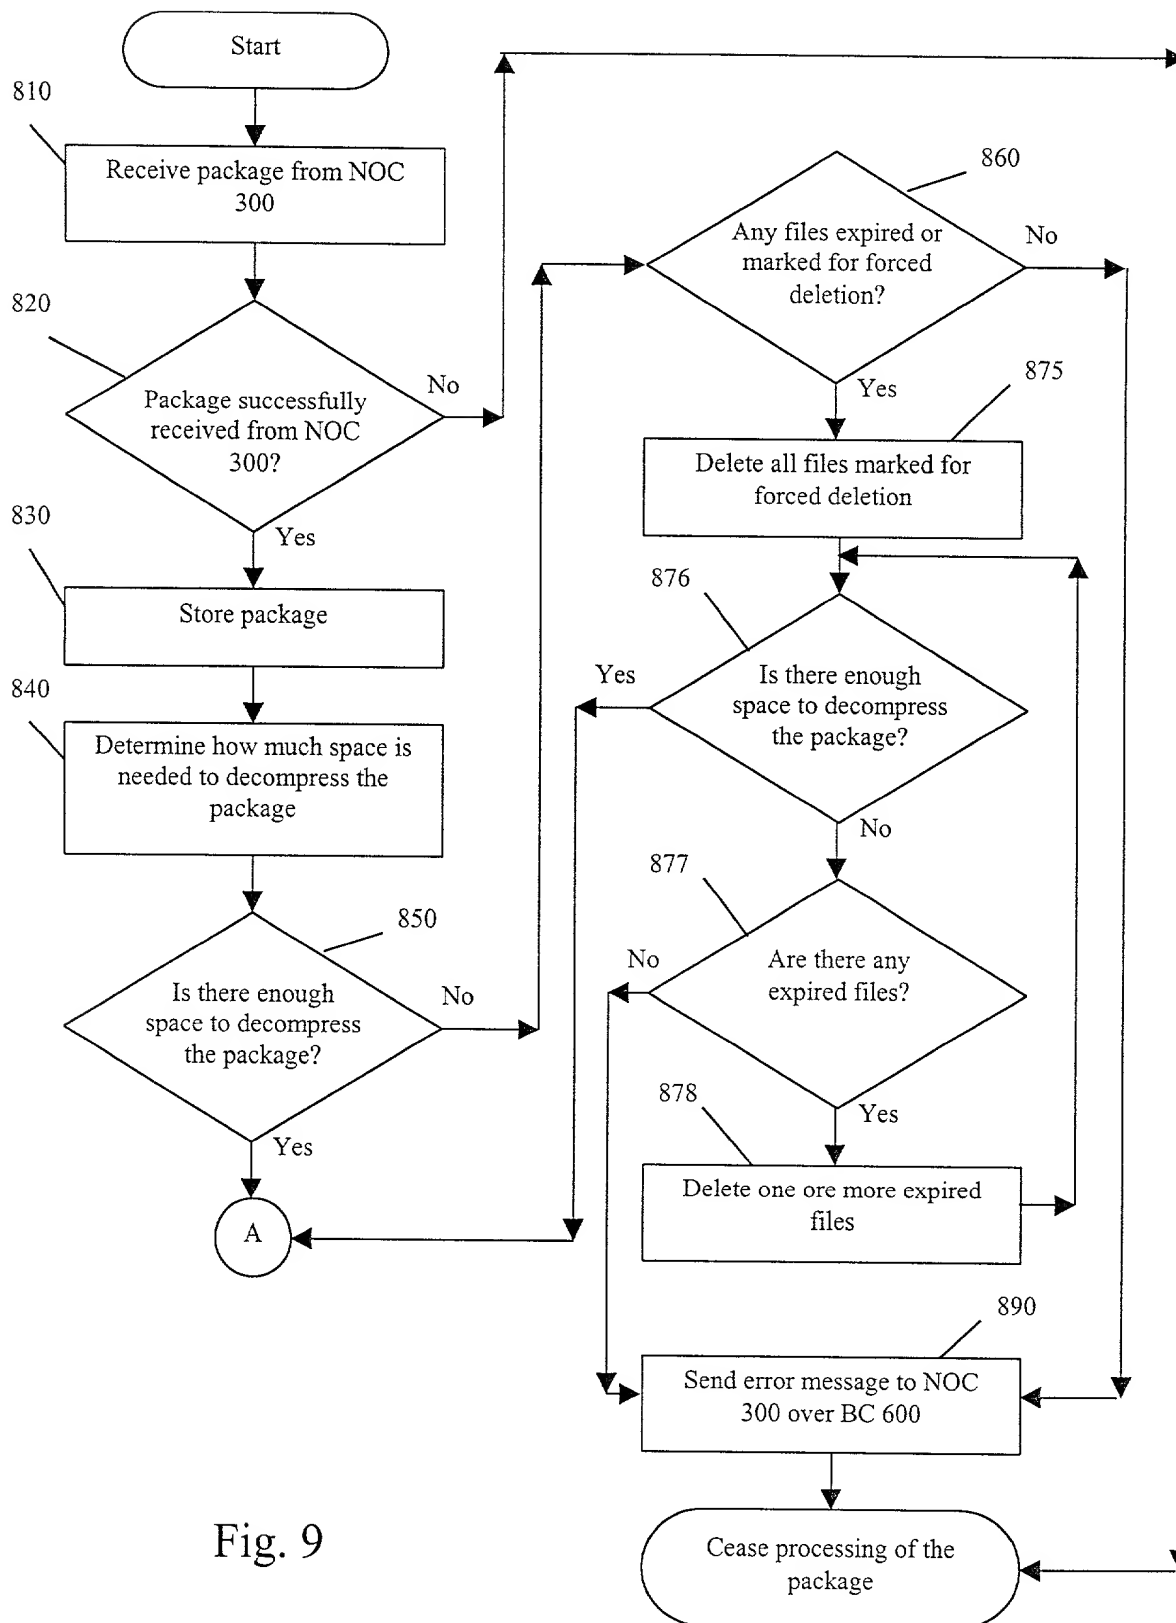 Start
810
Receive package from NOC
300
820
Package successfully
received from NOC
300?
No
Yes
830
Store package
840
Determine how much space is
needed to decompress the
package
850
Is there enough
space to decompress
the package?
No
Yes
A
860
Any files expired or
marked for forced
deletion?
No
Yes
875
Delete all files marked for
forced deletion
876
Is there enough
space to decompress
the package?
Yes
No
877
Are there any
expired files?
No
Yes
878
Delete one ore more expired
files
890
Send error message to NOC
300 over BC 600
Cease processing of the
package
Fig. 9